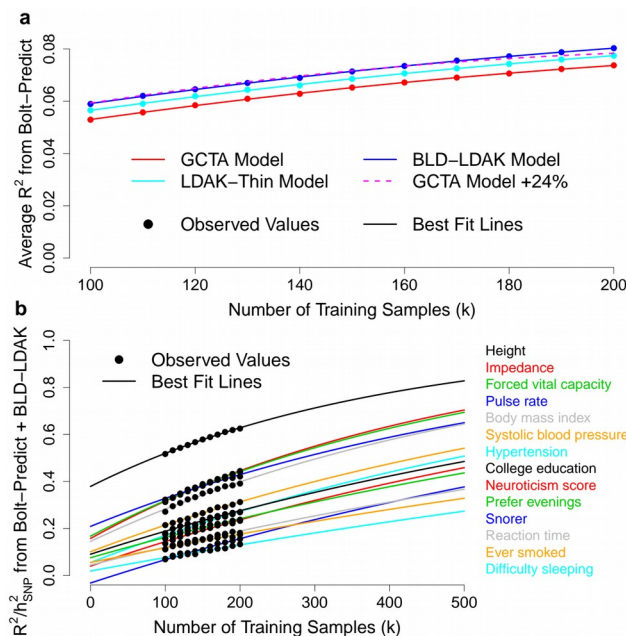 a
Average R² from Bolt−Predict
0.00 0.02 0.04 0.06 0.08
GCTA Model
BLD−LDAK Model
LDAK−Thin Model
GCTA Model +24%
Observed Values
Best Fit Lines
100 120 140 160 180 200
Number of Training Samples (k)
b
R²/h²SNP from Bolt−Predict + BLD−LDAK
0.0 0.2 0.4 0.6 0.8 1.0
Observed Values
Best Fit Lines
Height
Impedance
Forced vital capacity
Pulse rate
Body mass index
Systolic blood pressure
Hypertension
College education
Neuroticism score
Prefer evenings
Snorer
Reaction time
Ever smoked
Difficulty sleeping
0 100 200 300 400 500
Number of Training Samples (k)